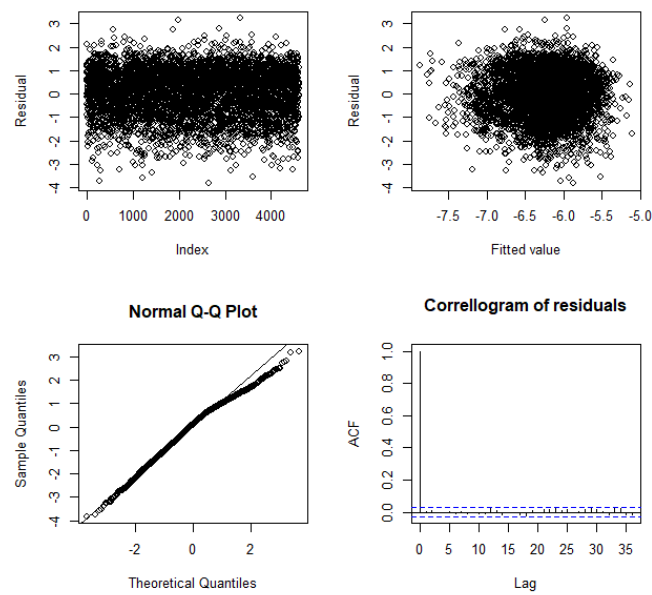 Residual
3
2
1
0
-1
-2
-3
-4
0 1000 2000 3000 4000
Index
Residual
3
2
1
0
-1
-2
-3
-4
-7.5 -7.0 -6.5 -6.0 -5.5 -5.0
Fitted value
Normal Q-Q Plot
Sample Quantiles
3
2
1
0
-1
-2
-3
-4
-2 0 2
Theoretical Quantiles
Correllogram of residuals
ACF
1.0
0.8
0.6
0.4
0.2
0.0
0 5 10 15 20 25 30 35
Lag